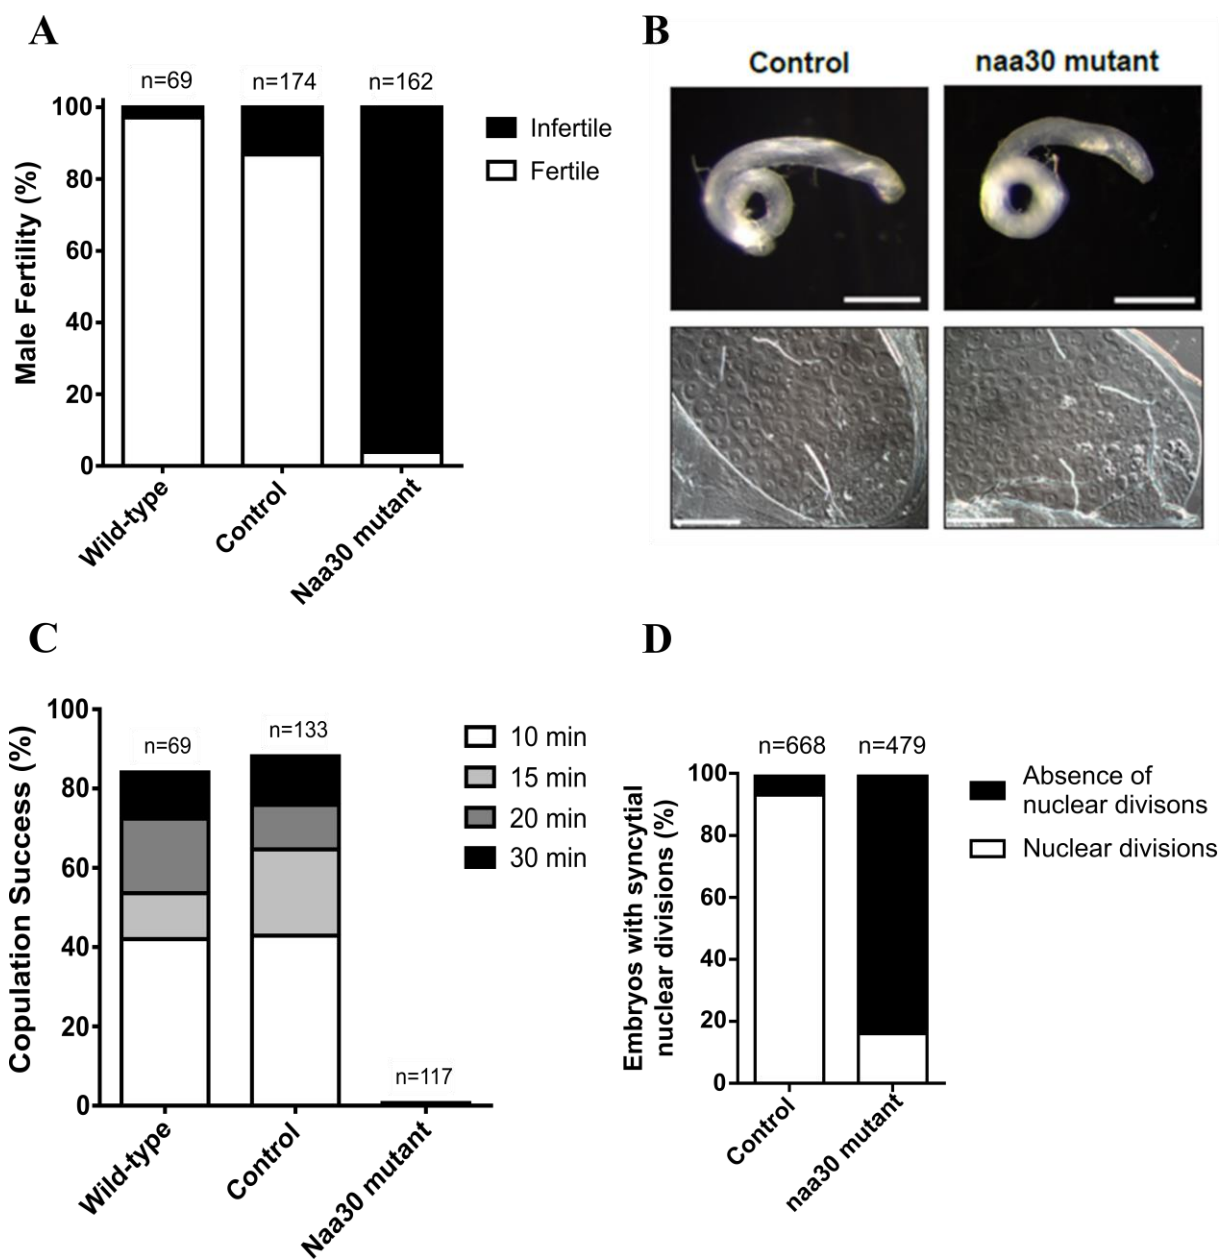 A
n=69
n=174
n=162
Male Fertility (%)
100
80
60
40
20
0
Wild-type
Control
Naa30 mutant
Infertile
Fertile
B
Control
naa30 mutant
C
Copulation Success (%)
100
80
60
40
20
0
n=69
n=133
n=117
Wild-type
Control
Naa30 mutant
10 min
15 min
20 min
30 min
D
Embryos with syncytial
nuclear divisions (%)
100
80
60
40
20
0
n=668
n=479
Control
naa30 mutant
Absence of
nuclear divisons
Nuclear divisions